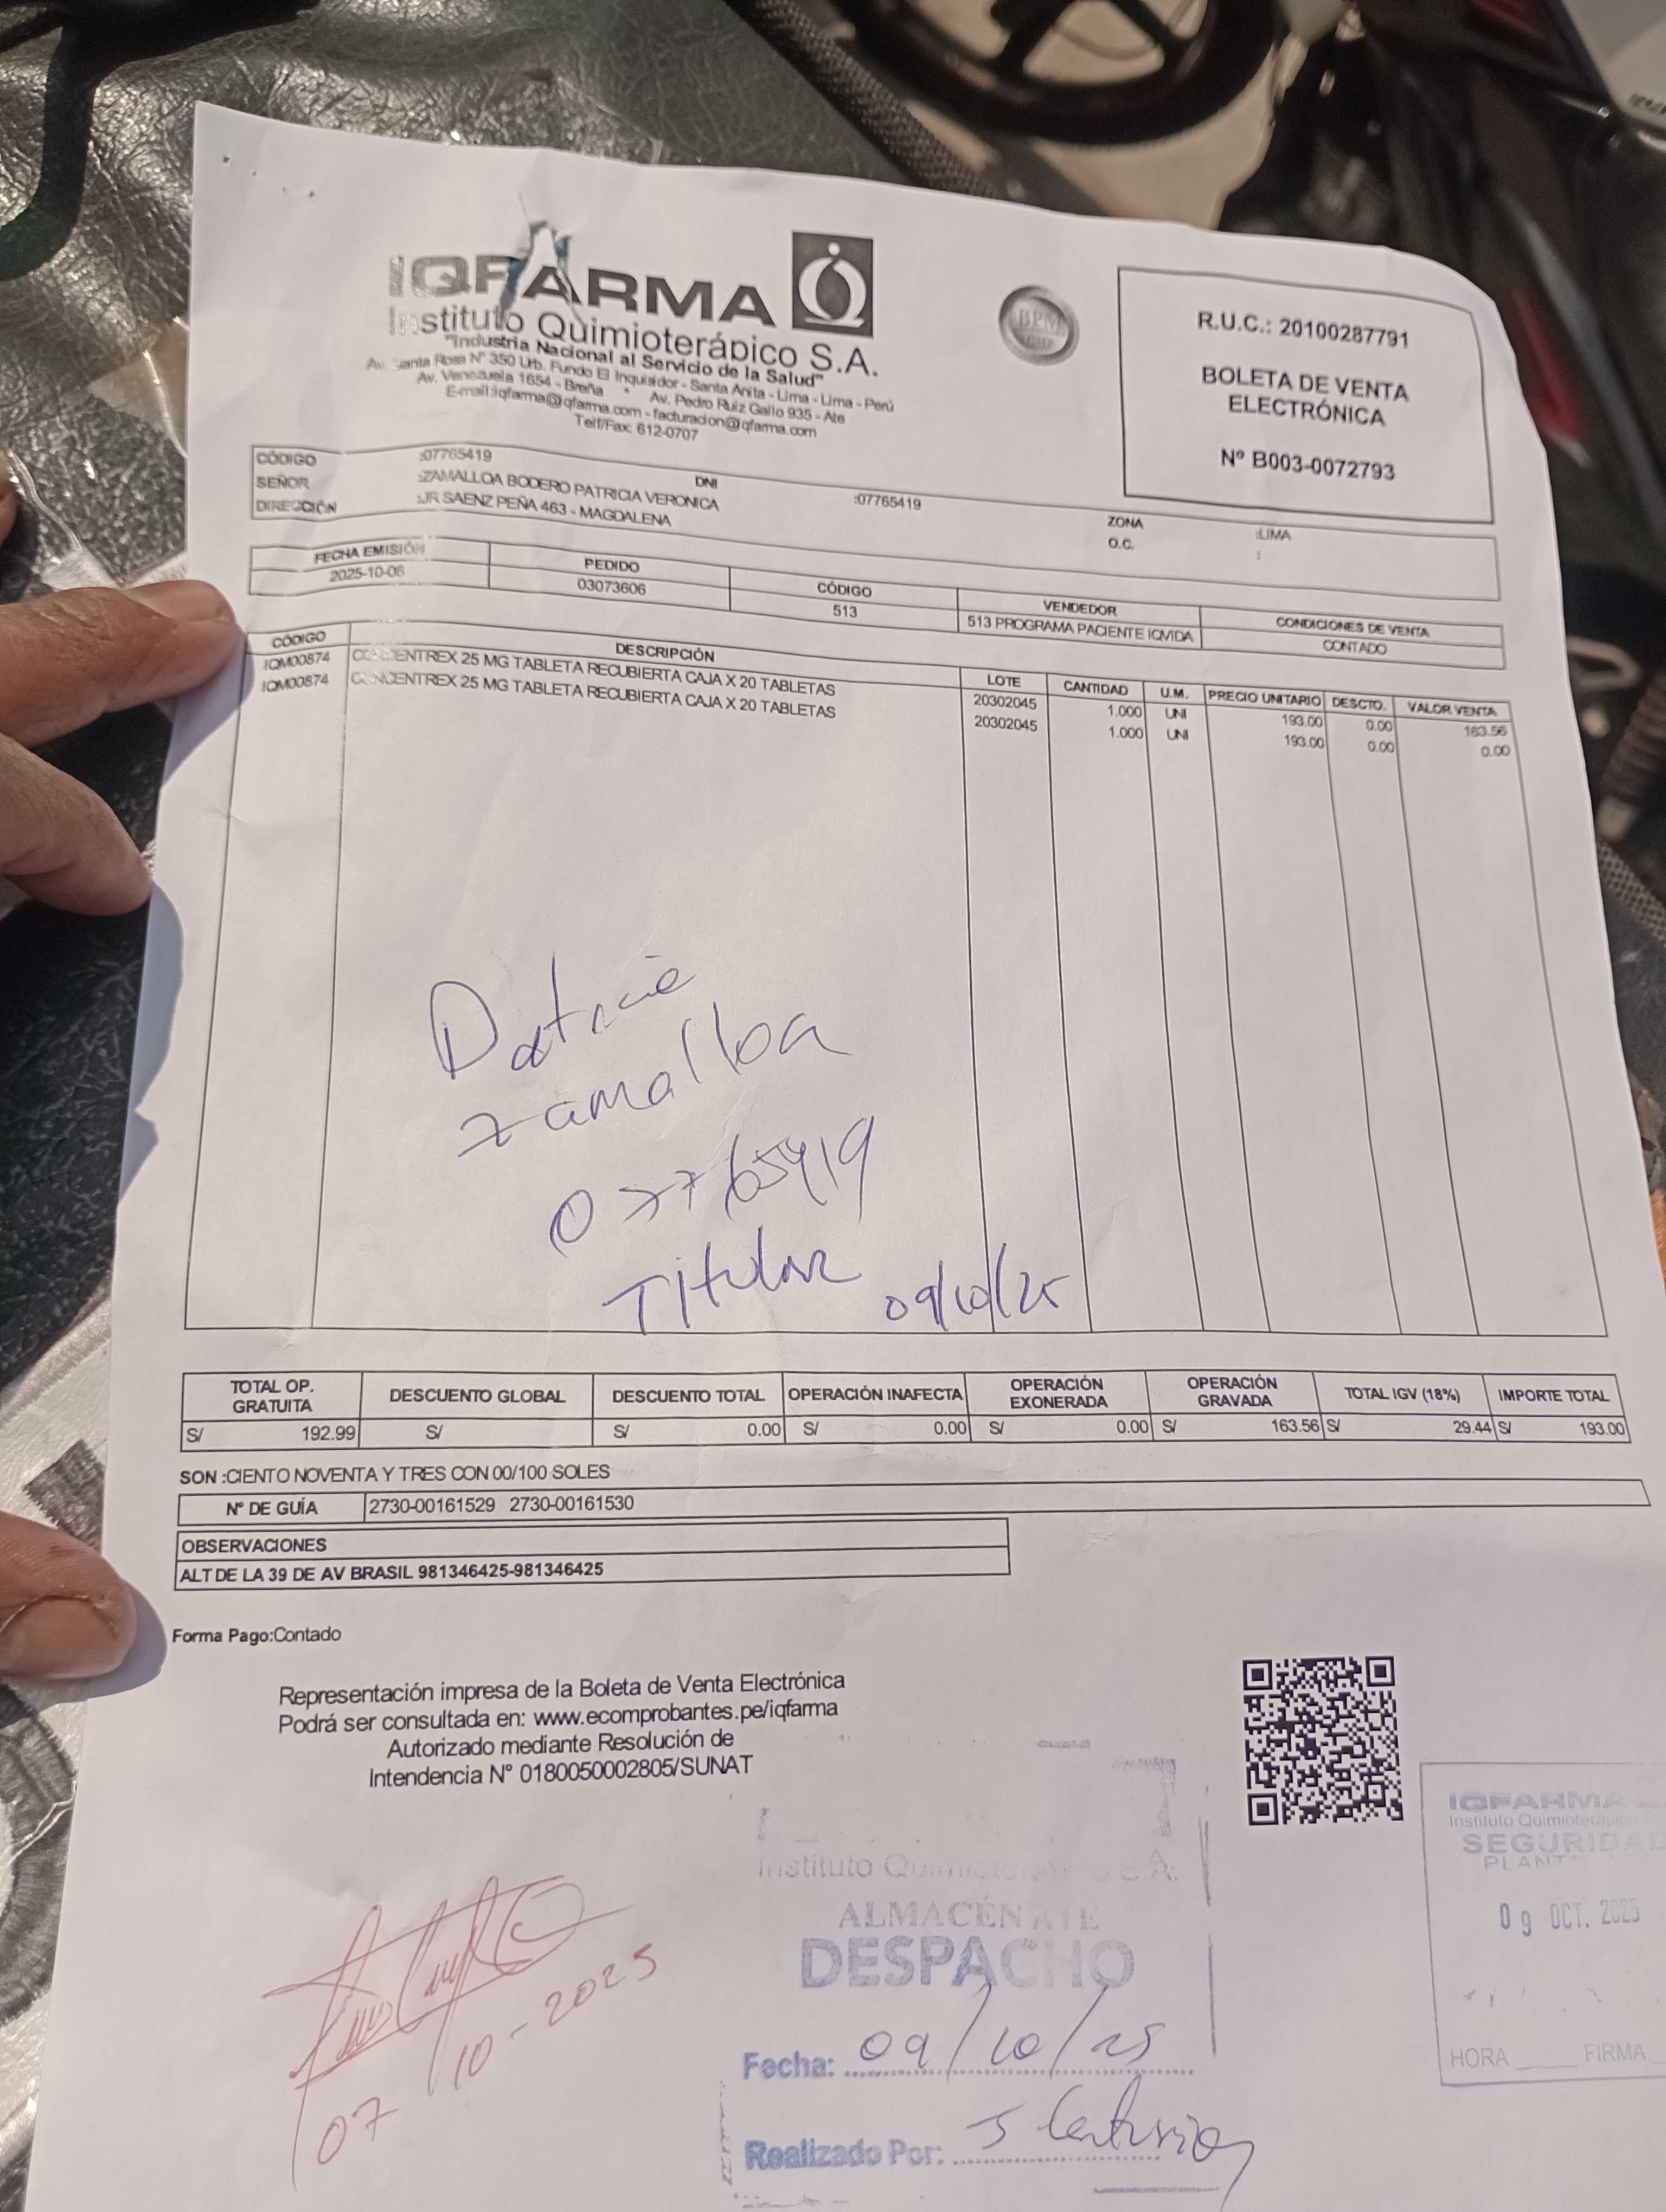 IQFARMA
Instituto Quimioterápico S.A.
"Industria Nacional al Servicio de la Salud"
Av. Santa Rosa N° 350 Urb. Fundo El Inquisidor - Santa Anita - Lima - Lima - Perú
Av. Venezuela 1654 - Breña * Av. Pedro Ruiz Gallo 935 - Ate
E-mail:iqfarma@iqfarma.com - facturacion@iqfarma.com
Telf/Fax: 612-0707
BPM
R.U.C.: 20100287791
BOLETA DE VENTA
ELECTRÓNICA
Nº B003-0072793
CÓDIGO :07765419 DNI :07765419 ZONA :LIMA
SEÑOR :ZAMALLOA BODERO PATRICIA VERONICA O.C. :
DIRECCIÓN :JR SAENZ PEÑA 463 - MAGDALENA
FECHA EMISIÓN PEDIDO CÓDIGO VENDEDOR CONDICIONES DE VENTA
2025-10-06 03073606 513 513 PROGRAMA PACIENTE IQVIDA CONTADO
CÓDIGO DESCRIPCIÓN LOTE CANTIDAD U.M. PRECIO UNITARIO DESCTO. VALOR VENTA
IQM00874 CONCENTREX 25 MG TABLETA RECUBIERTA CAJA X 20 TABLETAS 20302045 1.000 UNI 193.00 0.00 163.56
IQM00874 CONCENTREX 25 MG TABLETA RECUBIERTA CAJA X 20 TABLETAS 20302045 1.000 UNI 193.00 0.00 0.00
Patricia
Zamalloa
07765419
Titular 09/10/25
TOTAL OP. GRATUITA DESCUENTO GLOBAL DESCUENTO TOTAL OPERACIÓN INAFECTA OPERACIÓN EXONERADA OPERACIÓN GRAVADA TOTAL IGV (18%) IMPORTE TOTAL
S/ 192.99 S/ S/ 0.00 S/ 0.00 S/ 0.00 S/ 163.56 S/ 29.44 S/ 193.00
SON :CIENTO NOVENTA Y TRES CON 00/100 SOLES
N° DE GUÍA 2730-00161529 2730-00161530
OBSERVACIONES
ALT DE LA 39 DE AV BRASIL 981346425-981346425
Forma Pago:Contado
Representación impresa de la Boleta de Venta Electrónica
Podrá ser consultada en: www.ecomprobantes.pe/iqfarma
Autorizado mediante Resolución de
Intendencia N° 0180050002805/SUNAT
IQFARMA
Instituto Quimioterápico
SEGURIDAD
PLANTA
09 OCT. 2025
HORA FIRMA
Instituto Quimioterápico S.A.
ALMACÉN ATE
DESPACHO
Fecha: 09/10/25
Realizado Por:
07-10-2025